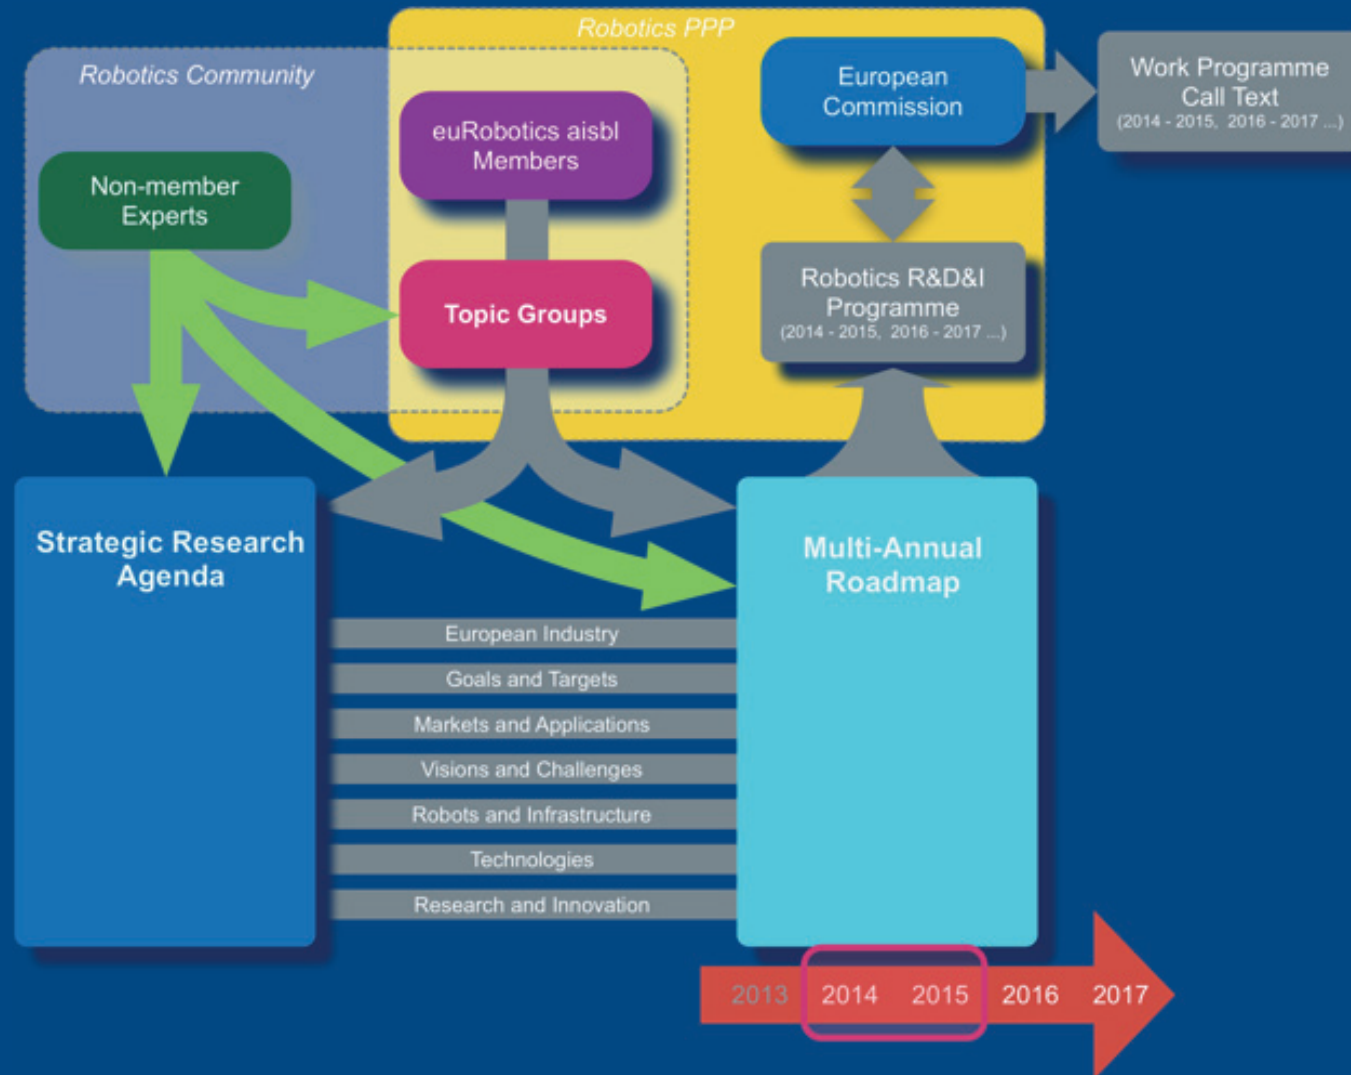 Robotics PPP
Robotics Community
European
Commission
Work Programme
Call Text
(2014 - 2015, 2016 - 2017 ...)
euRobotics aisbl
Members
Non-member
Experts
Topic Groups
Robotics R&D&I
Programme
(2014 - 2015, 2016 - 2017 ...)
Strategic Research
Agenda
Multi-Annual
Roadmap
European Industry
Goals and Targets
Markets and Applications
Visions and Challenges
Robots and Infrastructure
Technologies
Research and Innovation
2013 2014 2015 2016 2017